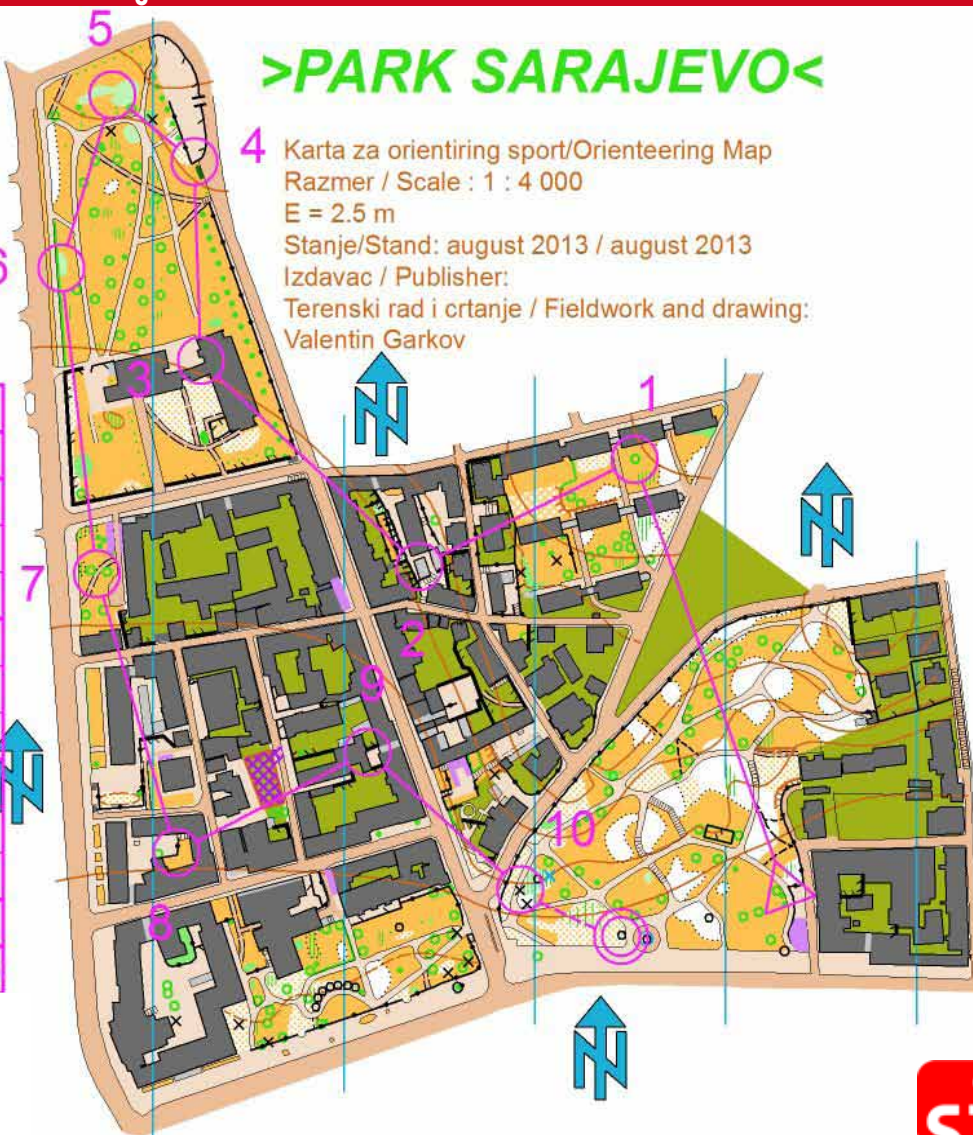 >PARK SARAJEVO<
Karta za orientiring sport/Orienteering Map
Razmer / Scale : 1 : 4 000
E = 2.5 m
Stanje/Stand: august 2013 / august 2013
Izdavac / Publisher:
Terenski rad i crtanje / Fieldwork and drawing:
Valentin Garkov
5
4
6
3
1
7
2
9
10
8